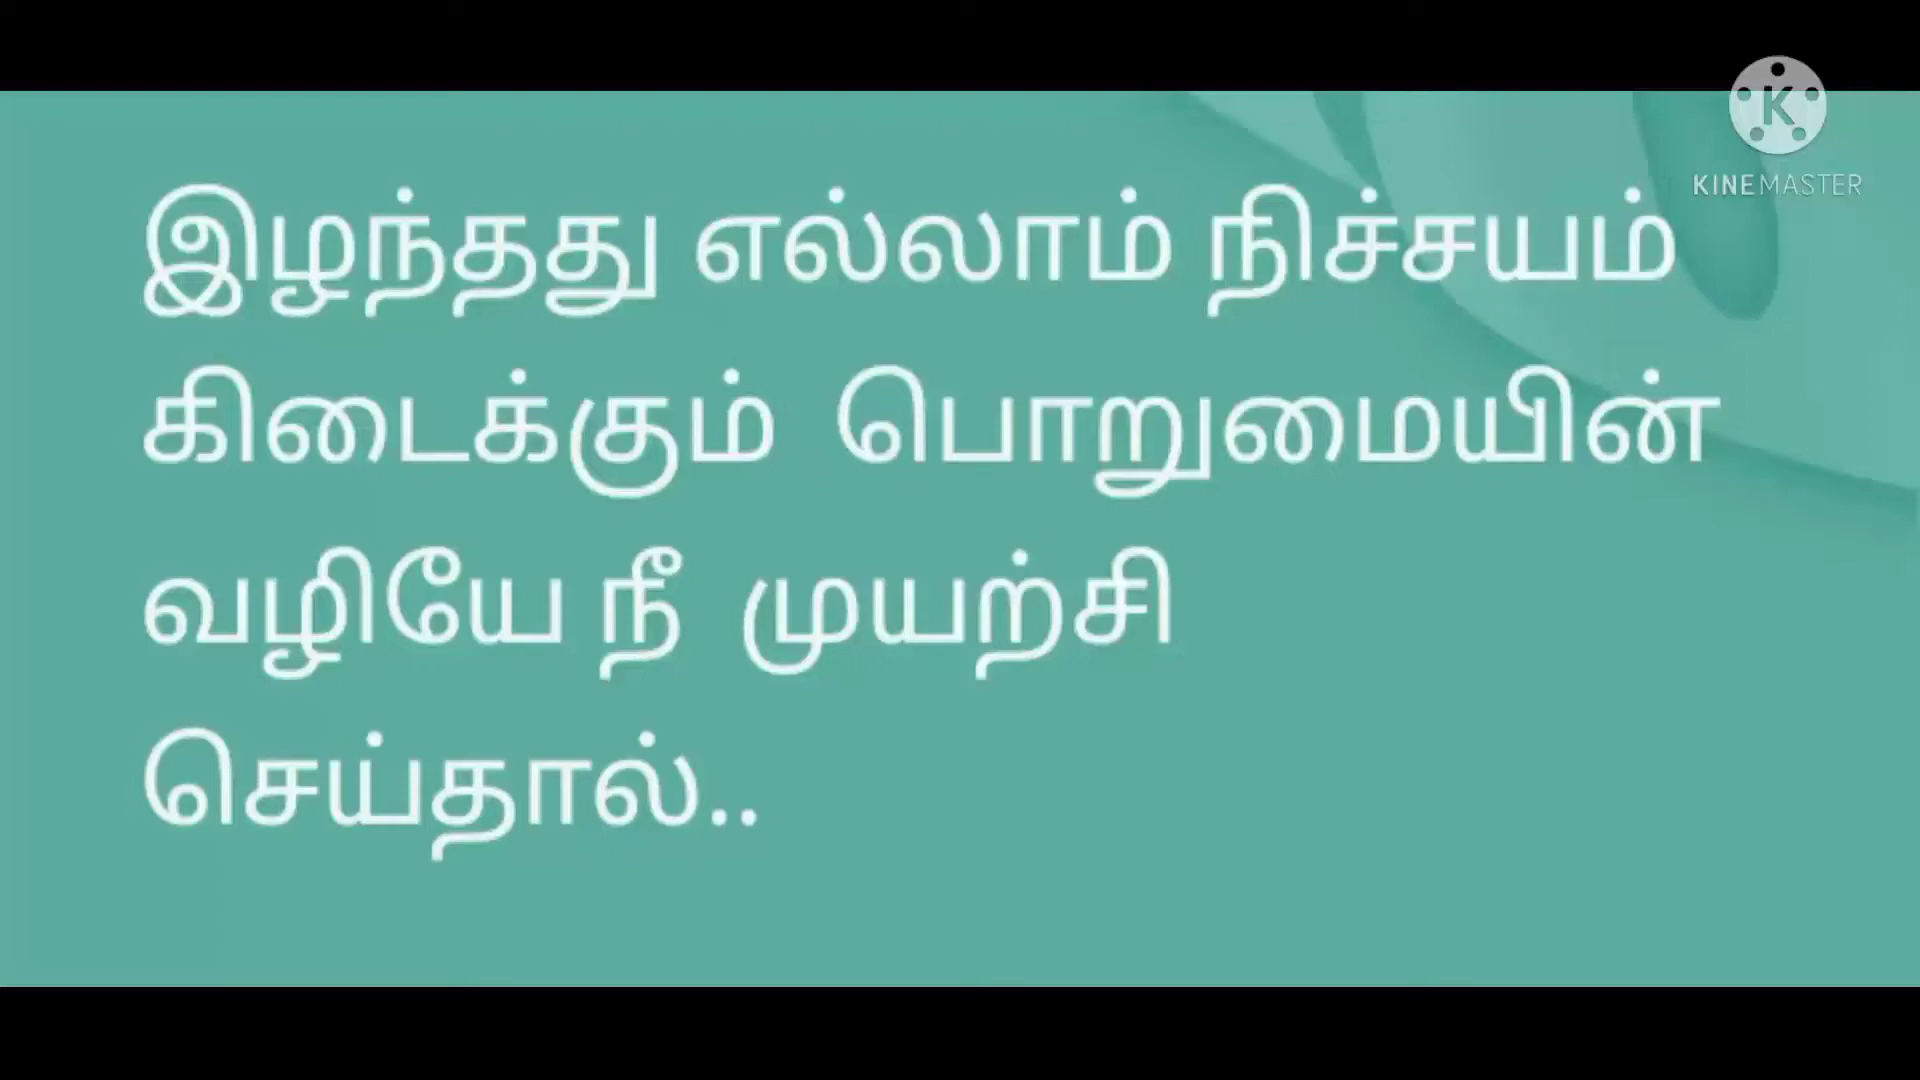 KINEMASTER
இழந்தது எல்லாம் நிச்சயம்
கிடைக்கும் பொறுமையின்
வழியே நீ முயற்சி
செய்தால்..